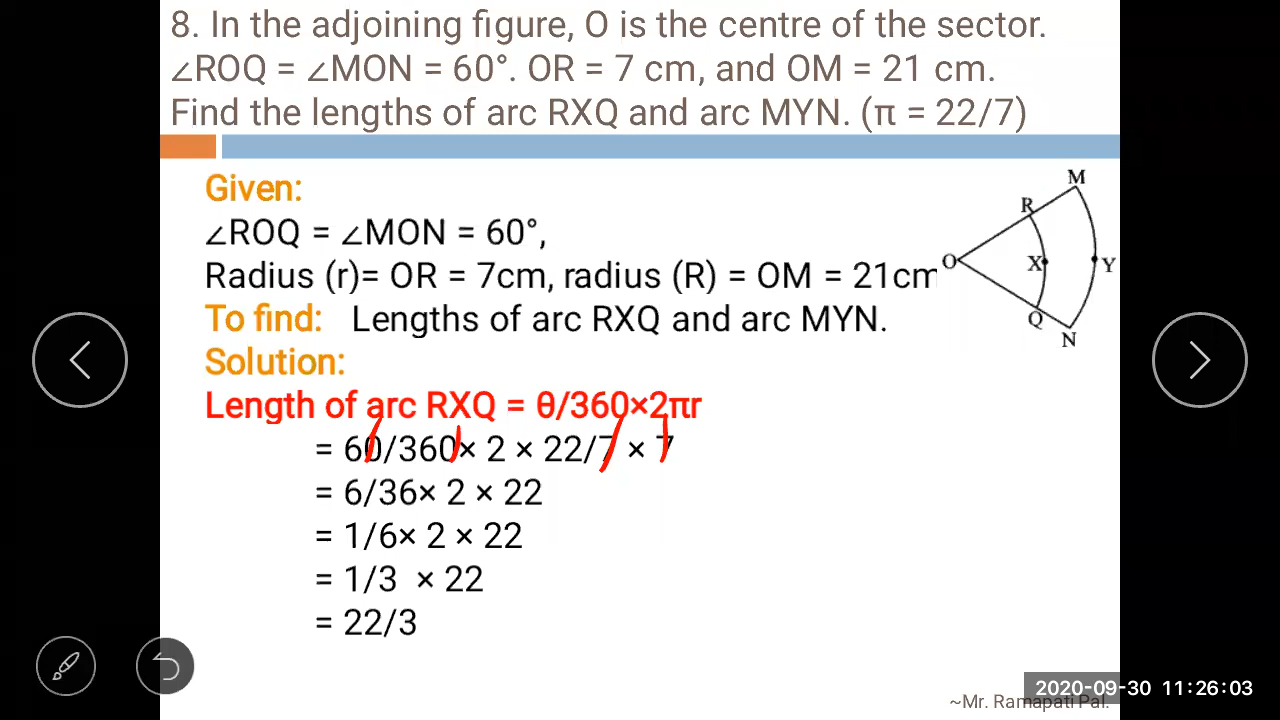 8. In the adjoining figure, O is the centre of the sector.
∠ROQ = ∠MON = 60°. OR = 7 cm, and OM = 21 cm.
Find the lengths of arc RXQ and arc MYN. (π = 22/7)
Given:
∠ROQ = ∠MON = 60°,
Radius (r)= OR = 7cm, radius (R) = OM = 21cm
To find: Lengths of arc RXQ and arc MYN.
Solution:
Length of arc RXQ = θ/360×2πr
= 60/360× 2 × 22/7 × 7
= 6/36× 2 × 22
= 1/6× 2 × 22
= 1/3 × 22
= 22/3
M
R
O
X
Y
Q
N
2020-09-30 11:26:03
~Mr. Ramapati Pal.